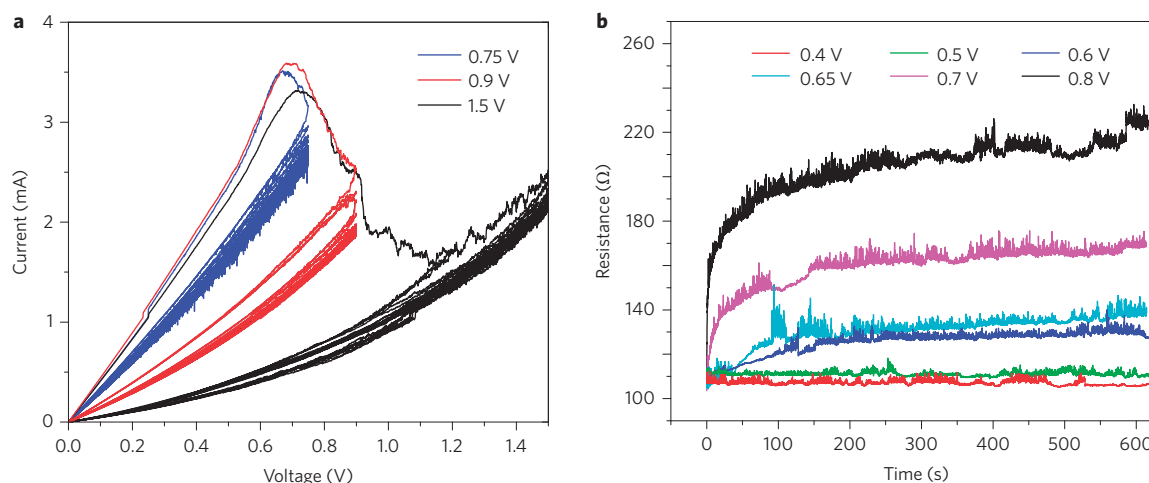 a
4
3
2
1
0
Current (mA)
0.0 0.2 0.4 0.6 0.8 1.0 1.2 1.4
Voltage (V)
0.75 V
0.9 V
1.5 V
b
260
220
180
140
100
Resistance (Ω)
0 100 200 300 400 500 600
Time (s)
0.4 V 0.5 V 0.6 V
0.65 V 0.7 V 0.8 V